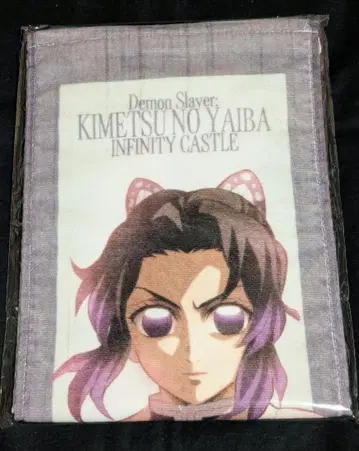 Demon Slayer:
KIMETSU NO YAIBA
INFINITY CASTLE